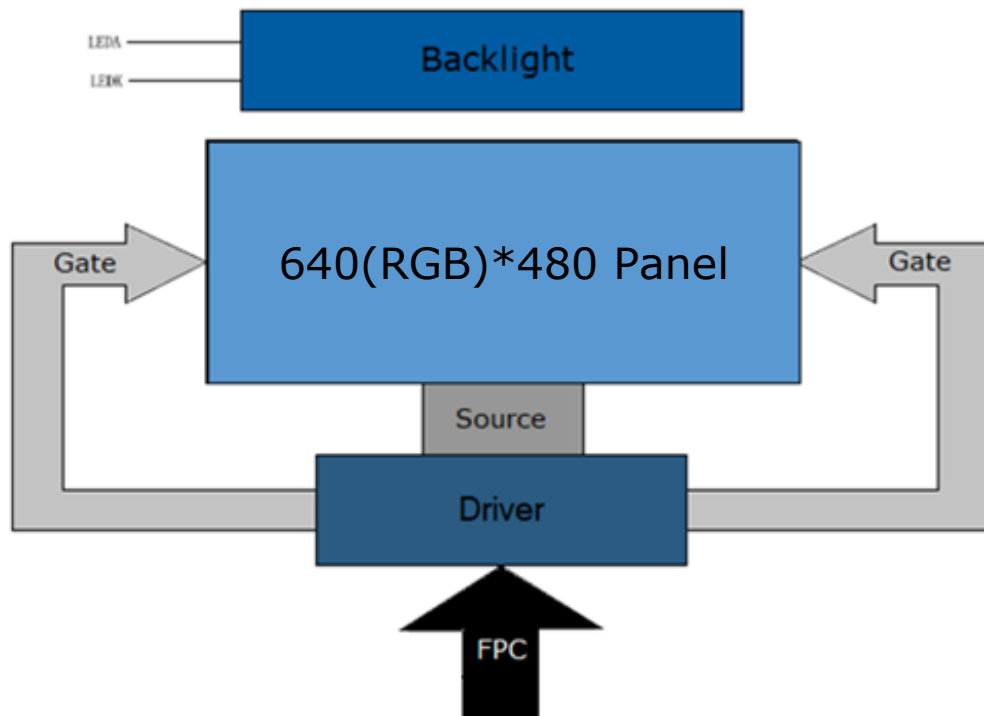 LEDA
Backlight
LEDK
Gate
640(RGB)*480 Panel
Gate
Source
Driver
FPC